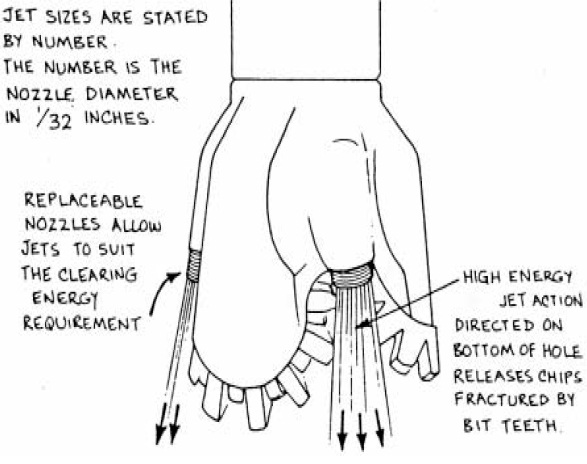 JET SIZES ARE STATED
BY NUMBER.
THE NUMBER IS THE
NOZZLE DIAMETER
IN 1/32 INCHES.
REPLACEABLE
NOZZLES ALLOW
JETS TO SUIT
THE CLEARING
ENERGY
REQUIREMENT
HIGH ENERGY
JET ACTION
DIRECTED ON
BOTTOM OF HOLE
RELEASES CHIPS
FRACTURED BY
BIT TEETH.